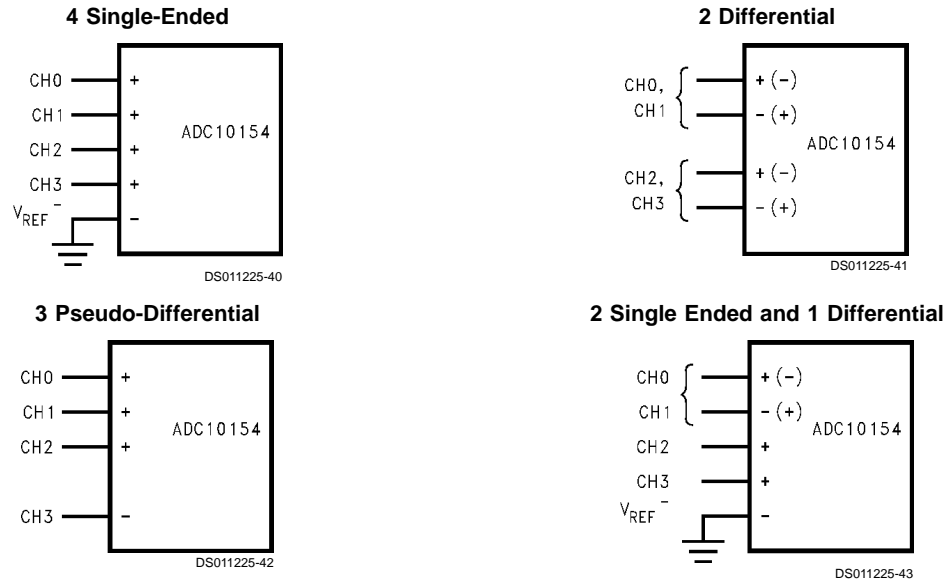 4 Single-Ended
CH0 +
CH1 +
ADC10154
CH2 +
CH3 +
VREF− −
DS011225-40
2 Differential
CH0, + (−)
CH1 − (+)
ADC10154
CH2, + (−)
CH3 − (+)
DS011225-41
3 Pseudo-Differential
CH0 +
CH1 +
ADC10154
CH2 +
CH3 −
DS011225-42
2 Single Ended and 1 Differential
CH0 + (−)
CH1 − (+)
ADC10154
CH2 +
CH3 +
VREF− −
DS011225-43